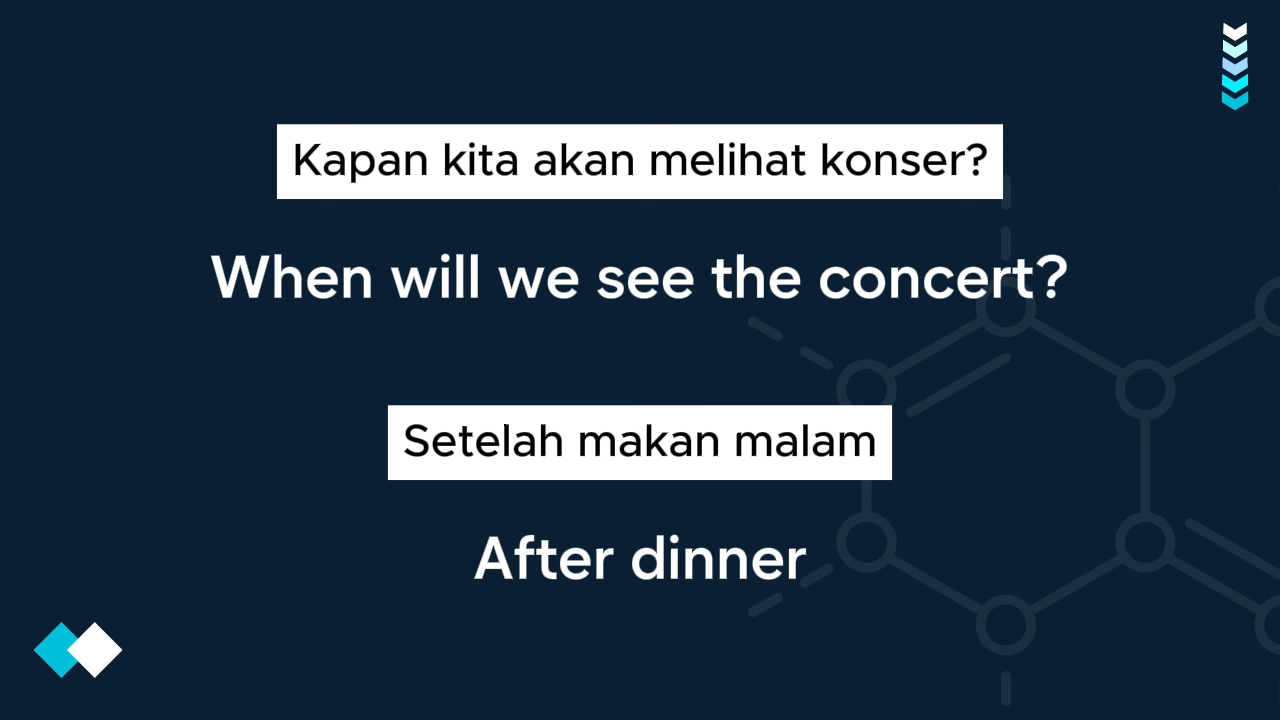 Kapan kita akan melihat konser?
When will we see the concert?
Setelah makan malam
After dinner